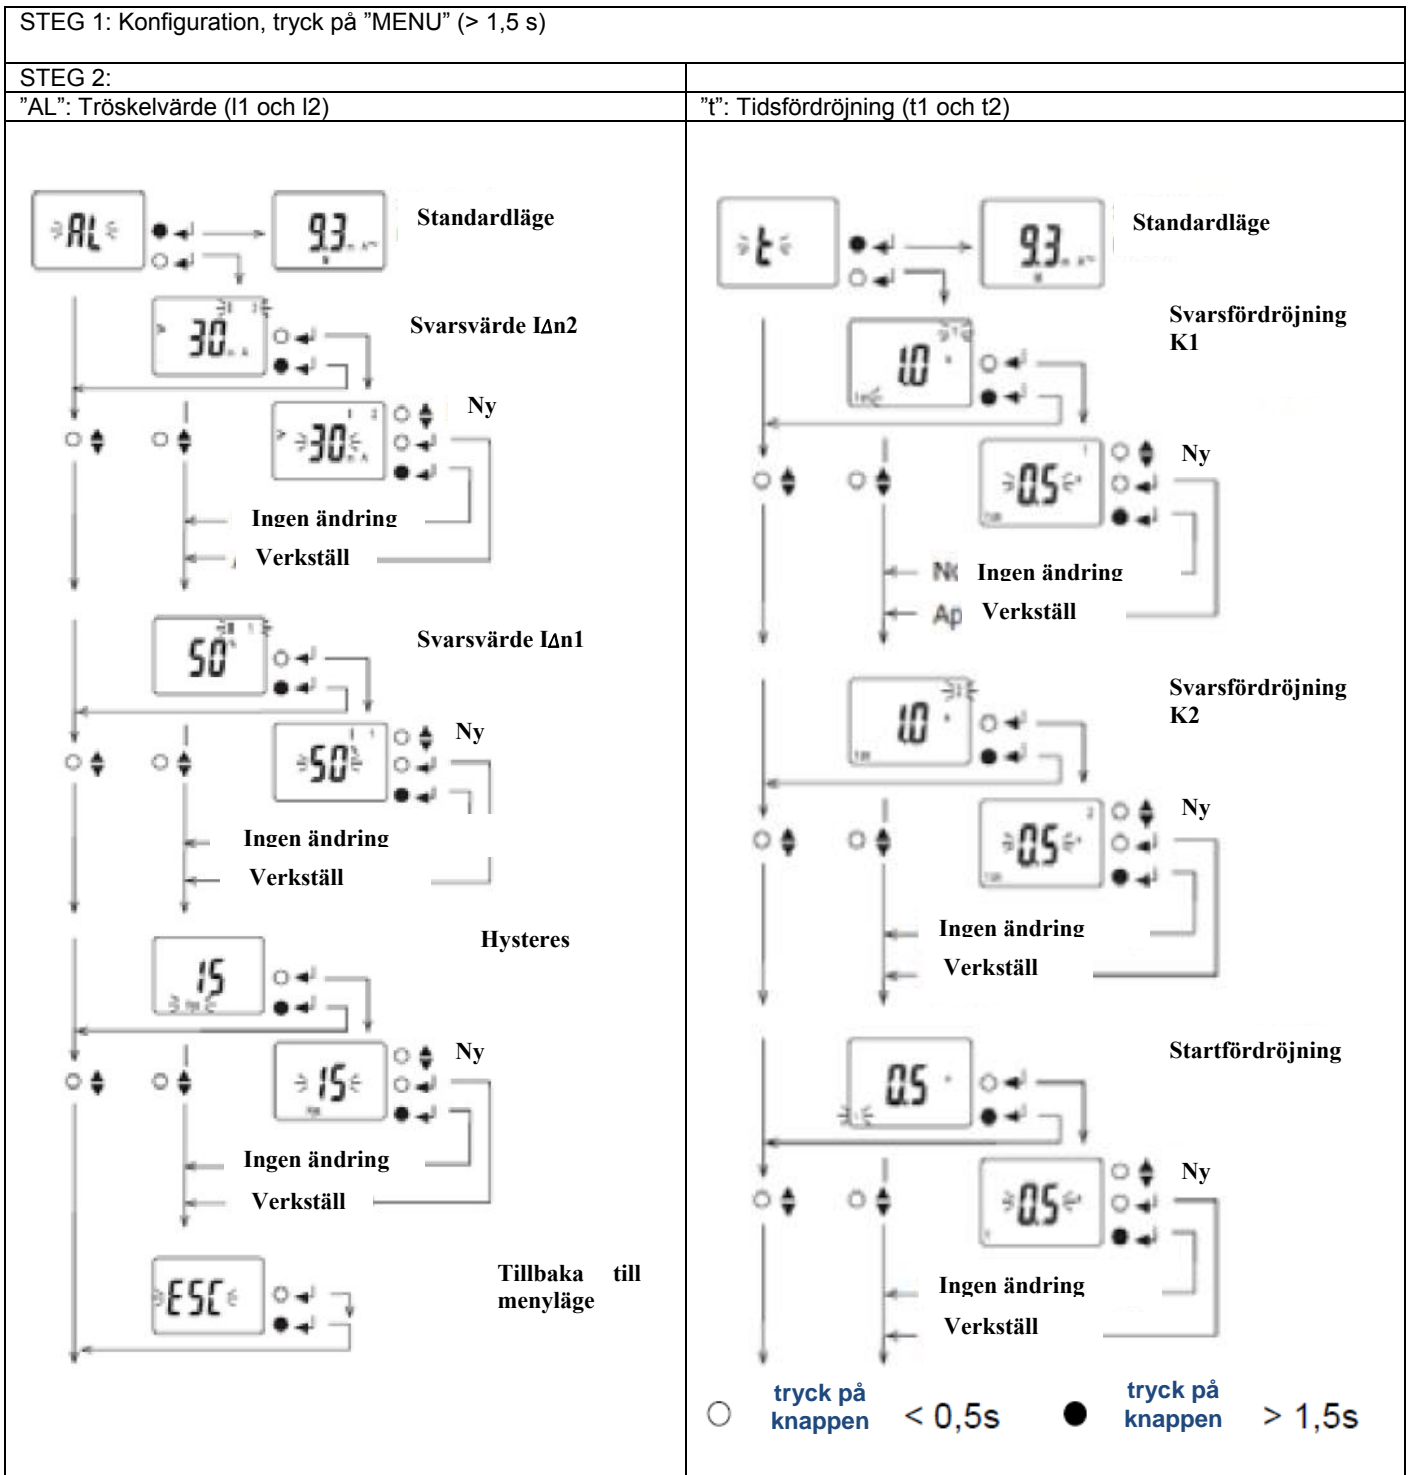 STEG 1: Konfiguration, tryck på ”MENU” (> 1,5 s)
STEG 2:
”AL”: Tröskelvärde (I1 och I2)
AL
9.3
Standardläge
30
Svarsvärde I∆n2
30
Ny
Ingen ändring
Verkställ
50
Svarsvärde I∆n1
50
Ny
Ingen ändring
Verkställ
15
Hysteres
15
Ny
Ingen ändring
Verkställ
ESC
Tillbaka till
menyläge
”t”: Tidsfördröjning (t1 och t2)
t
9.3
Standardläge
1.0
Svarsfördröjning
K1
0.5
Ny
Ingen ändring
Ap Verkställ
1.0
Svarsfördröjning
K2
0.5
Ny
Ingen ändring
Verkställ
0.5
Startfördröjning
0.5
Ny
Ingen ändring
Verkställ
tryck på
knappen < 0,5s
tryck på
knappen > 1,5s